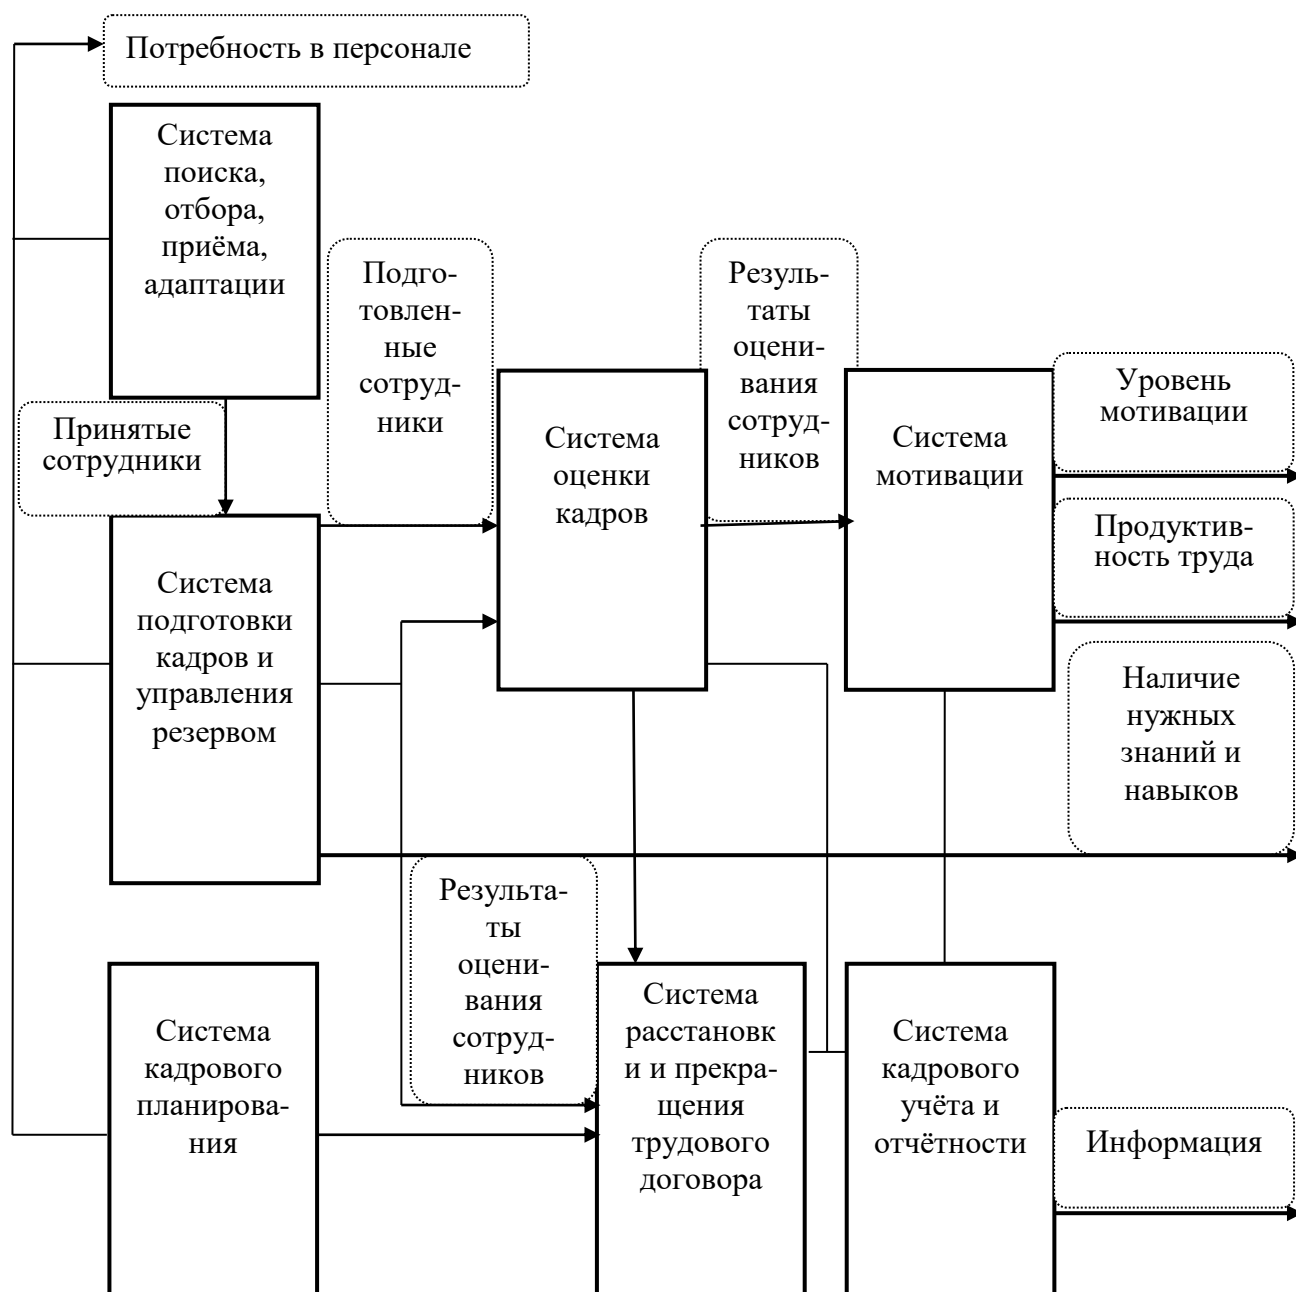 Потребность в персонале
Система
поиска,
отбора,
приёма,
адаптации
Подго-
товлен-
ные
сотруд-
ники
Резуль-
таты
оцени-
вания
сотруд-
ников
Уровень
мотивации
Принятые
сотрудники
Система
оценки
кадров
Система
мотивации
Продуктив-
ность труда
Система
подготовки
кадров и
управления
резервом
Наличие
нужных
знаний и
навыков
Результа-
ты
оцени-
вания
сотруд-
ников
Система
кадрового
планирова-
ния
Система
расстановк
и и прекра-
щения
трудового
договора
Система
кадрового
учёта и
отчётности
Информация